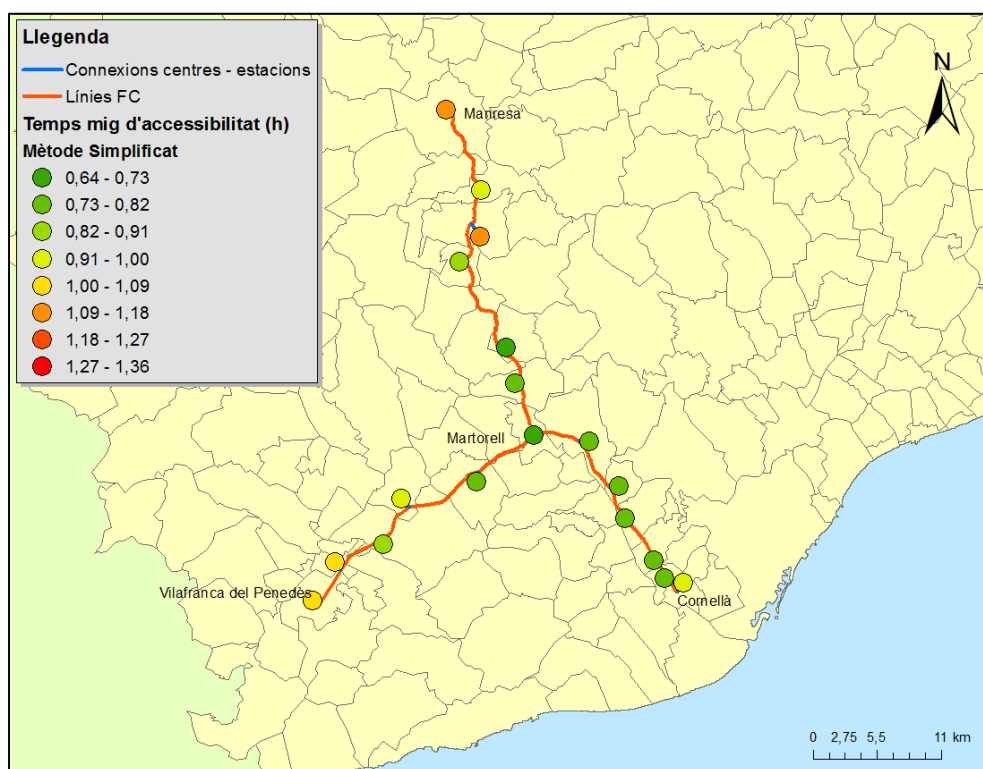 Llegenda
Connexions centres - estacions
Línies FC
Temps mig d'accessibilitat (h)
Mètode Simplificat
0,64 - 0,73
0,73 - 0,82
0,82 - 0,91
0,91 - 1,00
1,00 - 1,09
1,09 - 1,18
1,18 - 1,27
1,27 - 1,36
N
Manresa
Martorell
Vilafranca del Penedès
Cornellà
0 2,75 5,5 11 km